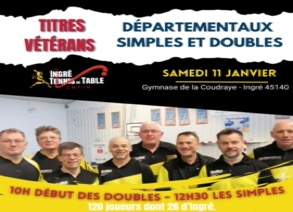 TITRES
VÉTÉRANS
DÉPARTEMENTAUX
SIMPLES ET DOUBLES
INGRÉ
TENNIS DE TABLE
SAMEDI 11 JANVIER
Gymnase de la Coudraye - Ingré 45140
10H DÉBUT DES DOUBLES - 12H30 LES SIMPLES
120 joueurs dont 26 d'Ingré.